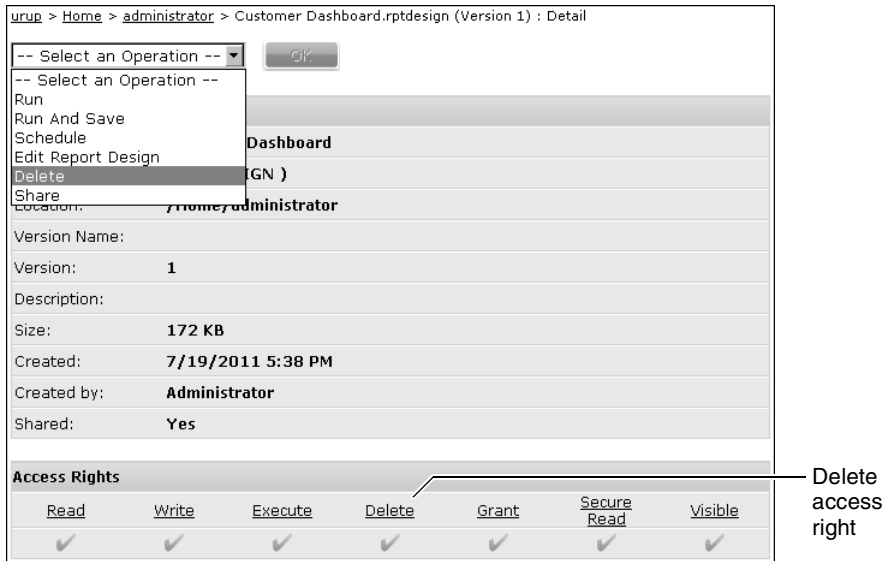 urup > Home > administrator > Customer Dashboard.rptdesign (Version 1) : Detail
-- Select an Operation -- OK
-- Select an Operation --
Run
Run And Save
Schedule
Dashboard
Edit Report Design
IGN )
Delete
Share
Location: /Home/administrator
Version Name:
Version: 1
Description:
Size: 172 KB
Created: 7/19/2011 5:38 PM
Created by: Administrator
Shared: Yes
Access Rights
Read Write Execute Delete Grant Secure Read Visible
Delete
access
right